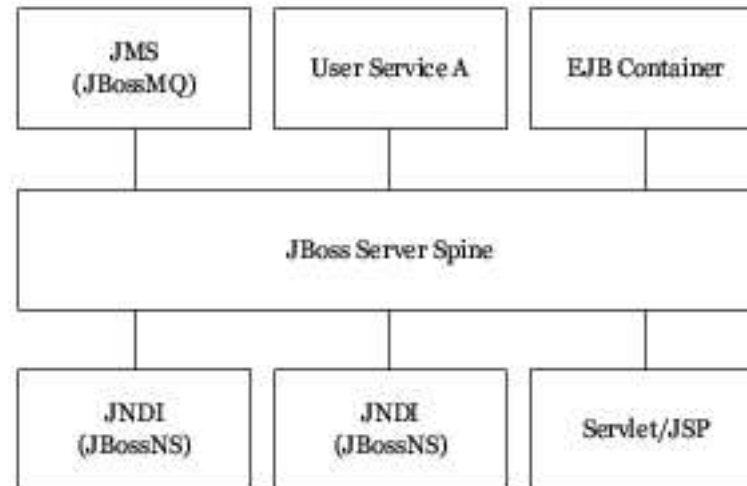 JMS
(JBossMQ)
User Service A
EJB Container
JBoss Server Spine
JNDI
(JBossNS)
JNDI
(JBossNS)
Servlet/JSP